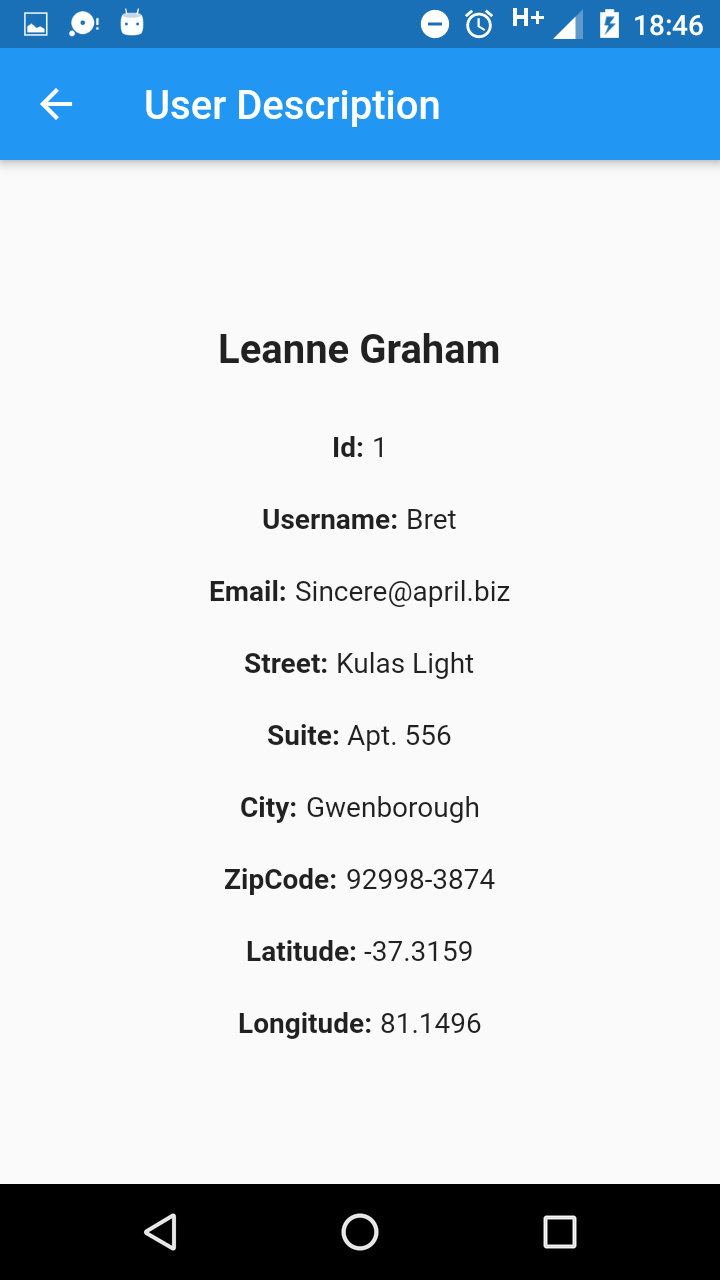 H+ 18:46
User Description
Leanne Graham
Id: 1
Username: Bret
Email: Sincere@april.biz
Street: Kulas Light
Suite: Apt. 556
City: Gwenborough
ZipCode: 92998-3874
Latitude: -37.3159
Longitude: 81.1496